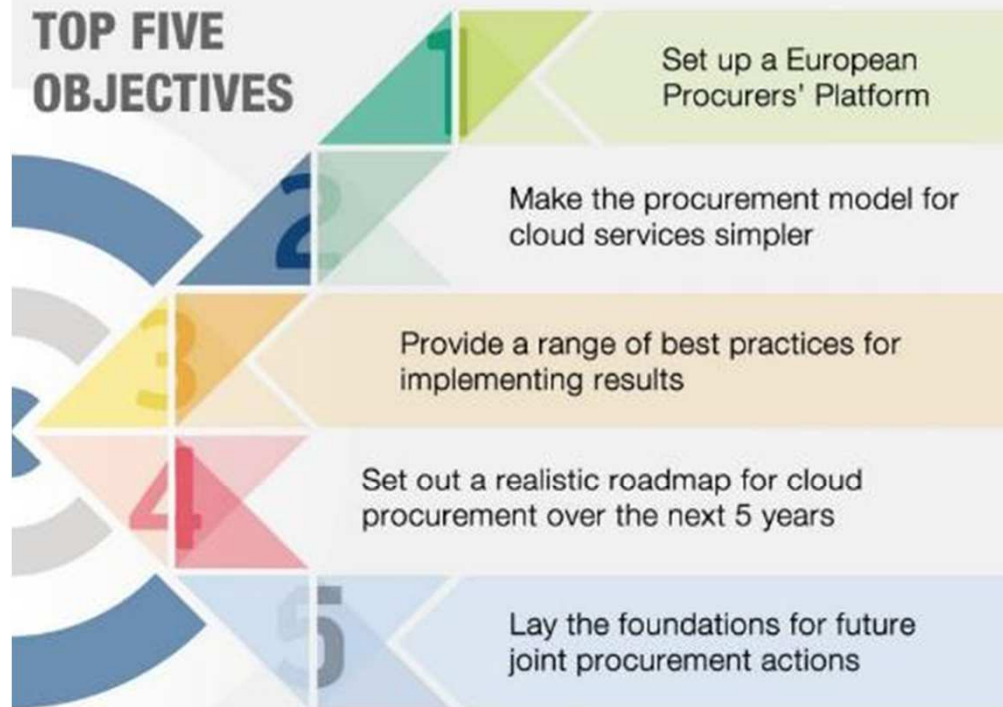 TOP FIVE
OBJECTIVES
1
Set up a European
Procurers' Platform
2
Make the procurement model for
cloud services simpler
3
Provide a range of best practices for
implementing results
4
Set out a realistic roadmap for cloud
procurement over the next 5 years
5
Lay the foundations for future
joint procurement actions